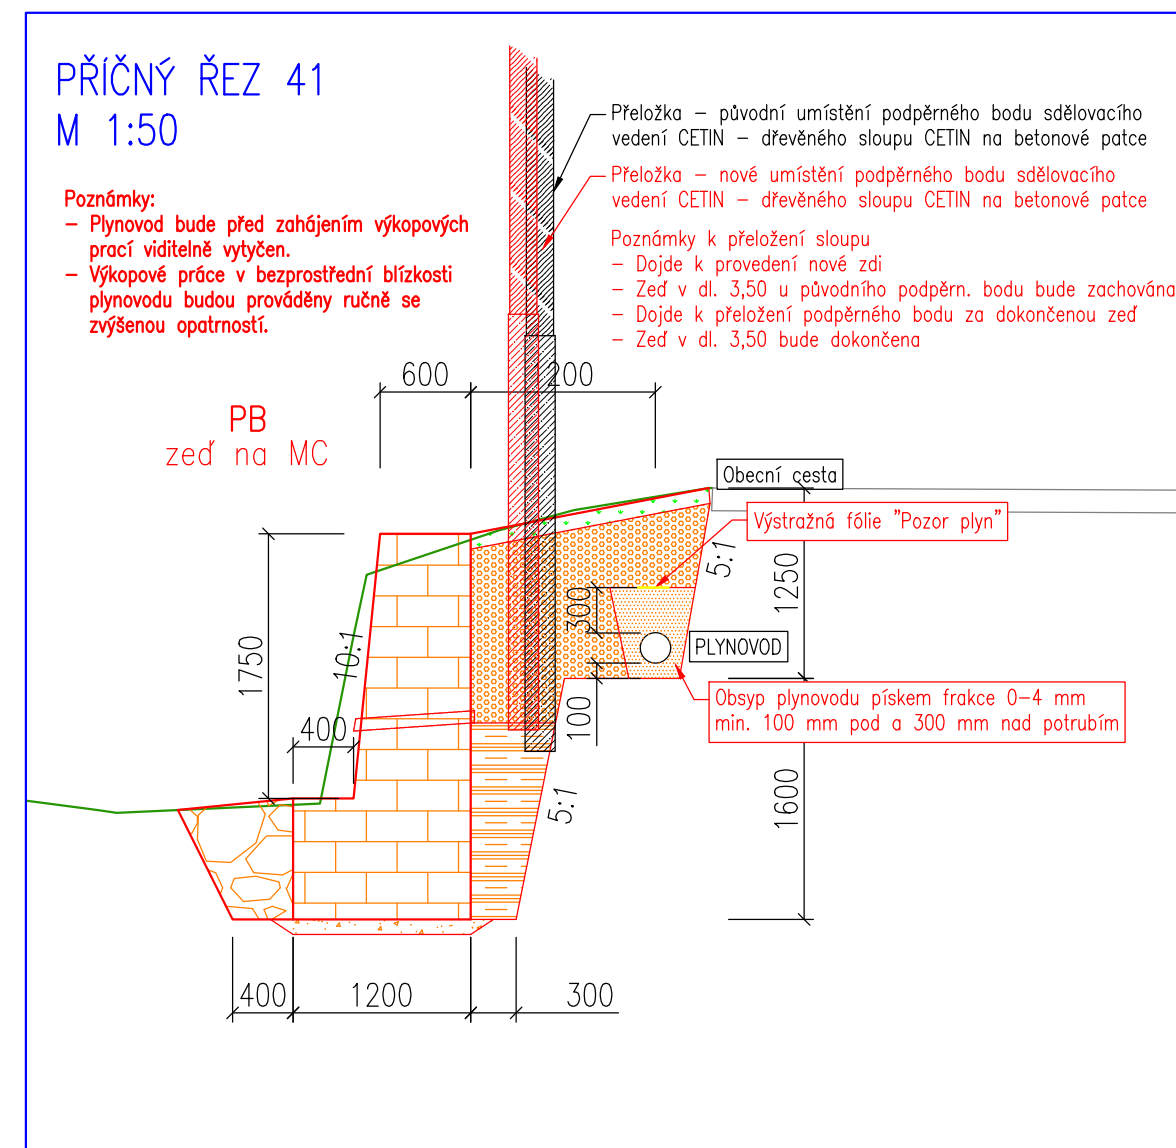 PŘÍČNÝ ŘEZ 41
M 1:50
Poznámky:
– Plynovod bude před zahájením výkopových
prací viditelně vytyčen.
– Výkopové práce v bezprostřední blízkosti
plynovodu budou prováděny ručně se
zvýšenou opatrností.
Přeložka – původní umístění podpěrného bodu sdělovacího
vedení CETIN – dřevěného sloupu CETIN na betonové patce
Přeložka – nové umístění podpěrného bodu sdělovacího
vedení CETIN – dřevěného sloupu CETIN na betonové patce
Poznámky k přeložení sloupu
– Dojde k provedení nové zdi
– Zeď v dl. 3,50 u původního podpěrn. bodu bude zachována
– Dojde k přeložení podpěrného bodu za dokončenou zeď
– Zeď v dl. 3,50 bude dokončena
600
200
PB
zeď na MC
Obecní cesta
Výstražná fólie "Pozor plyn"
5:1
1250
300
1750
10:1
PLYNOVOD
Obsyp plynovodu pískem frakce 0–4 mm
min. 100 mm pod a 300 mm nad potrubím
100
400
5:1
1600
400
1200
300